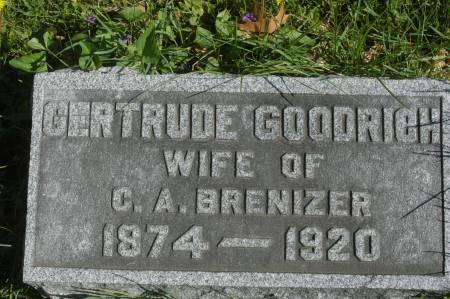 GERTRUDE GOODRICH
WIFE OF
C. A. BRENIZER
1874 — 1920